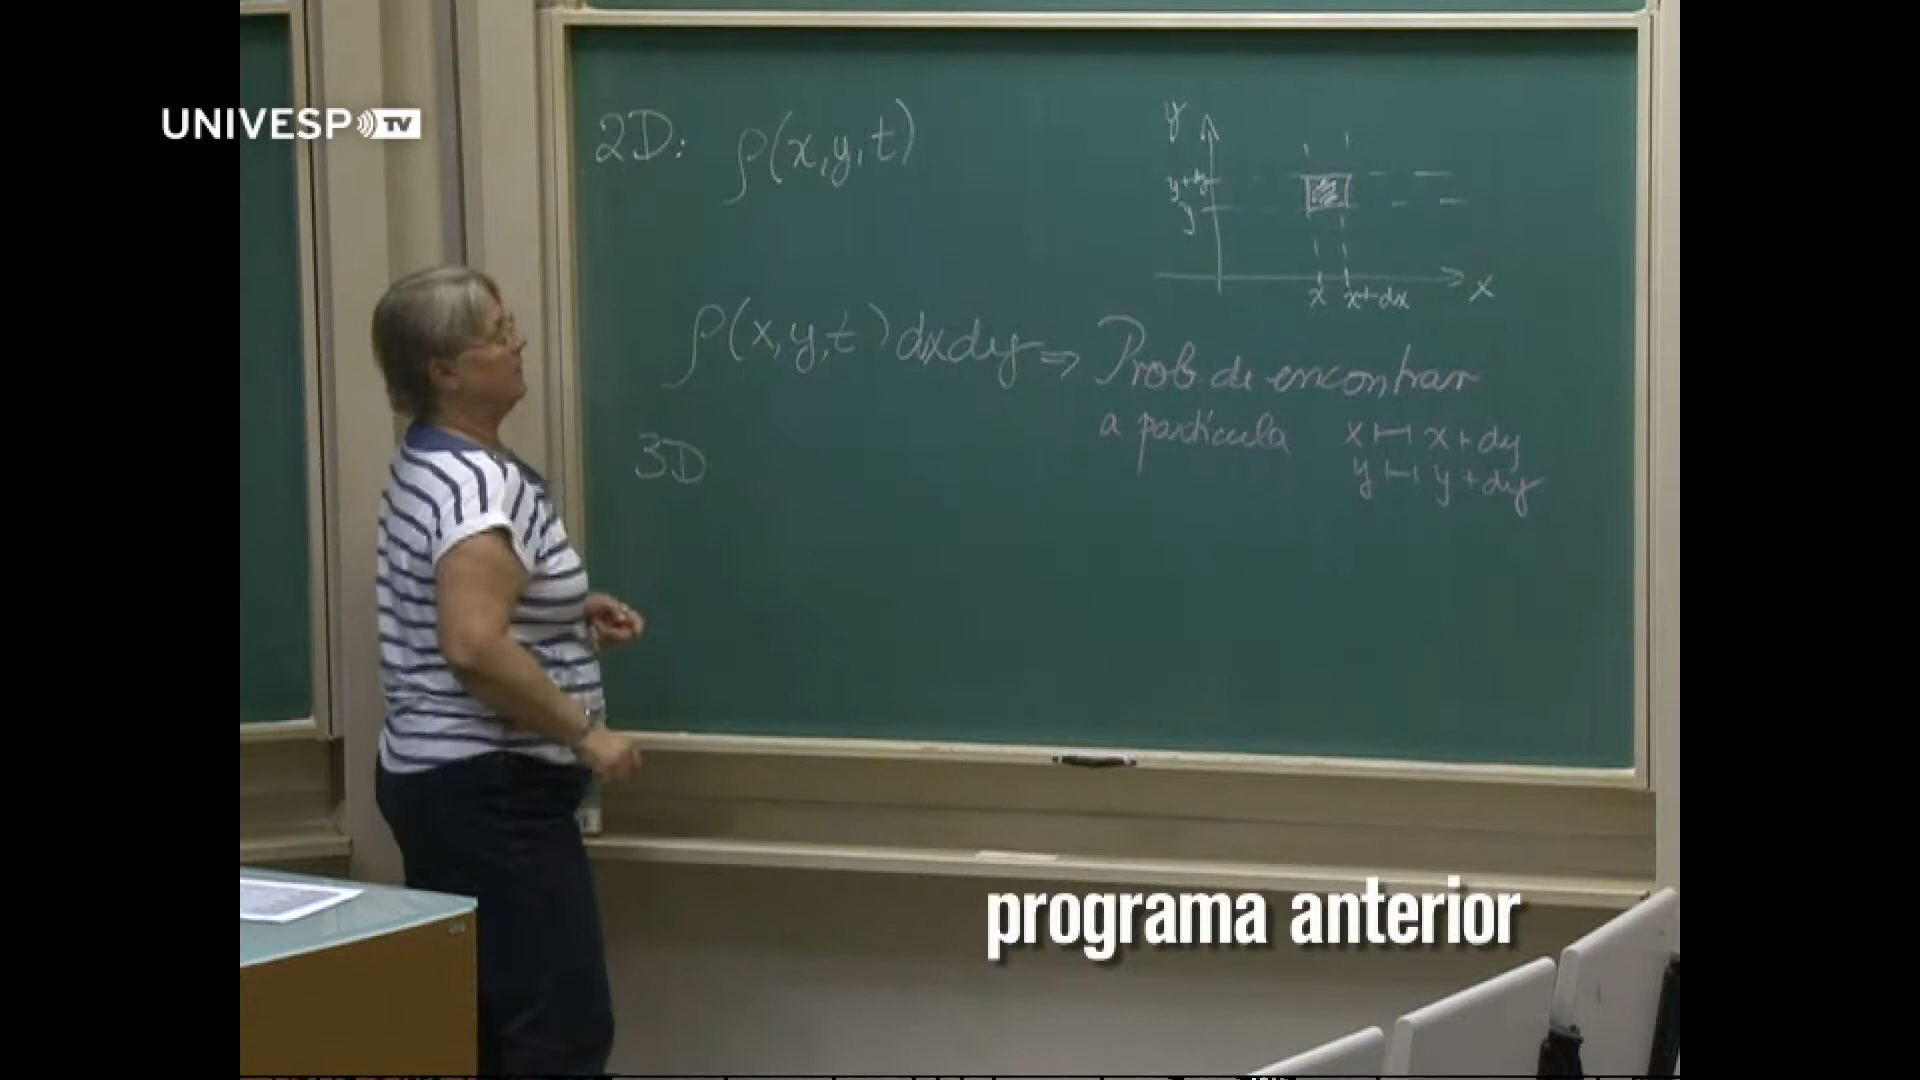 UNIVESP TV
2D: ρ(x,y,t)
y
y+dy
y
x
x+dx
x
ρ(x,y,t)dxdy ⇒ Prob. de encontrar
a partícula x ⊢⊣ x+dy
y ⊢⊣ y+dy
3D
programa anterior